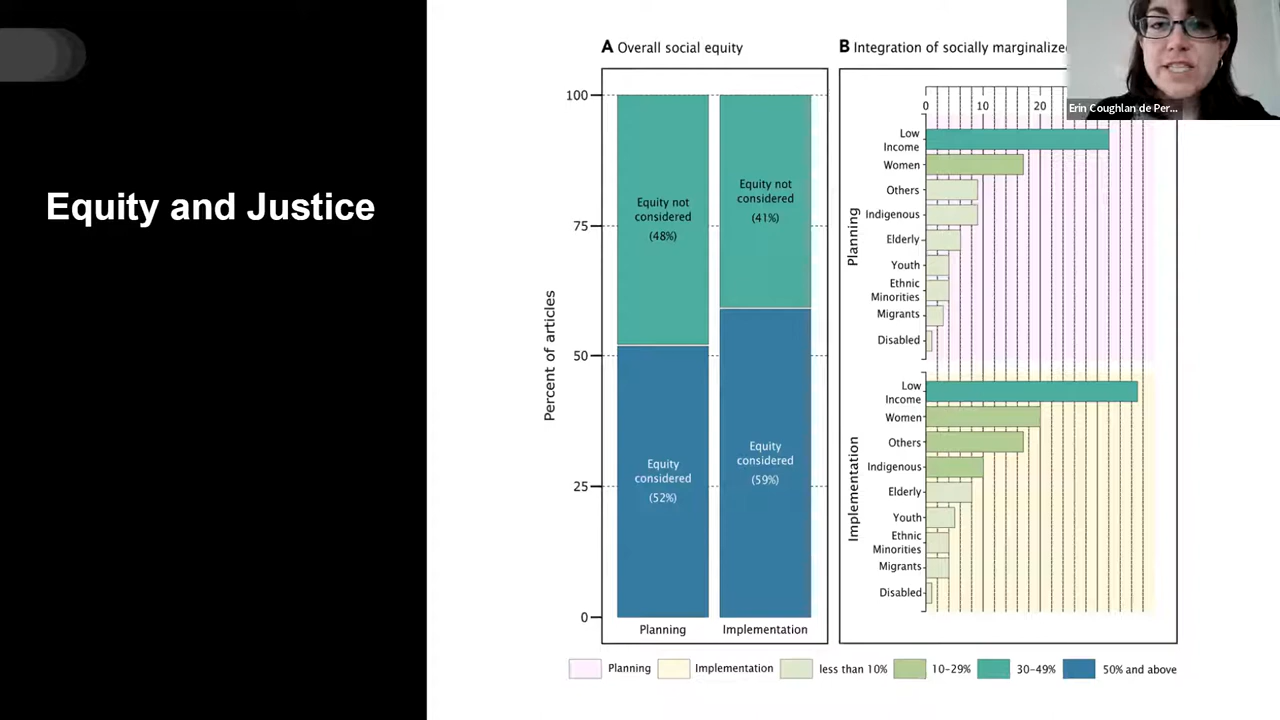 Equity and Justice
A Overall social equity
Percent of articles
100
75
50
25
0
Equity not
considered
(48%)
Equity
considered
(52%)
Equity not
considered
(41%)
Equity
considered
(59%)
Planning
Implementation
B Integration of socially marginalized
Erin Coughlan de Per...
0
10
20
Planning
Low
Income
Women
Others
Indigenous
Elderly
Youth
Ethnic
Minorities
Migrants
Disabled
Implementation
Low
Income
Women
Others
Indigenous
Elderly
Youth
Ethnic
Minorities
Migrants
Disabled
Planning
Implementation
less than 10%
10-29%
30-49%
50% and above